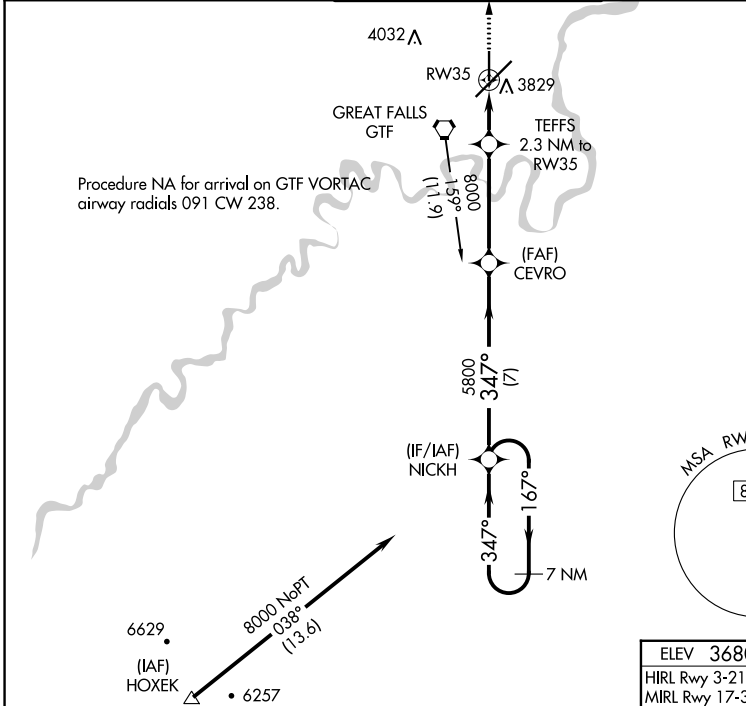 4032
RW35
3829
GREAT FALLS
GTF
TEFFS
2.3 NM to
RW35
Procedure NA for arrival on GTF VORTAC
airway radials 091 CW 238.
8000
159°
(11.9)
(FAF)
CEVRO
5800
347°
(7)
(IF/IAF)
NICKH
347°
167°
7 NM
MSA RW
8
8000 NoPT
038°
(13.6)
6629
(IAF)
HOXEK
6257
ELEV 3680
HIRL Rwy 3-21
MIRL Rwy 17-3